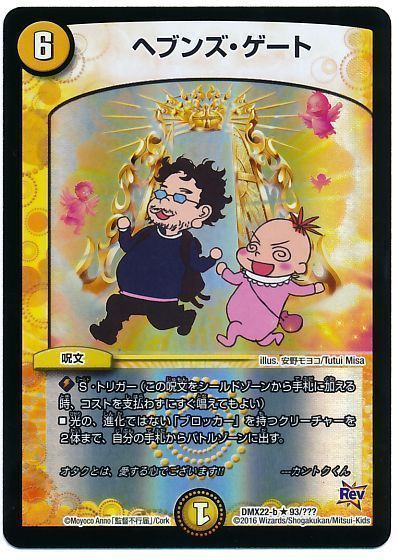 6
ヘブンズ・ゲート
呪文
illus. 安野モヨコ/Tutui Misa
S・トリガー (この呪文をシールドゾーンから手札に加える
時、コストを支払わずにすぐ唱えてもよい)
■光の、進化ではない「ブロッカー」を持つクリーチャーを
2体まで、自分の手札からバトルゾーンに出す。
オタクとは、愛する心でございます!! ―カントクくん
Rev
1
DMX22-b ★ 93/???
©Moyoco Anno「監督不行届」/Cork
©2016 Wizards/Shogakukan/Mitsui-Kids